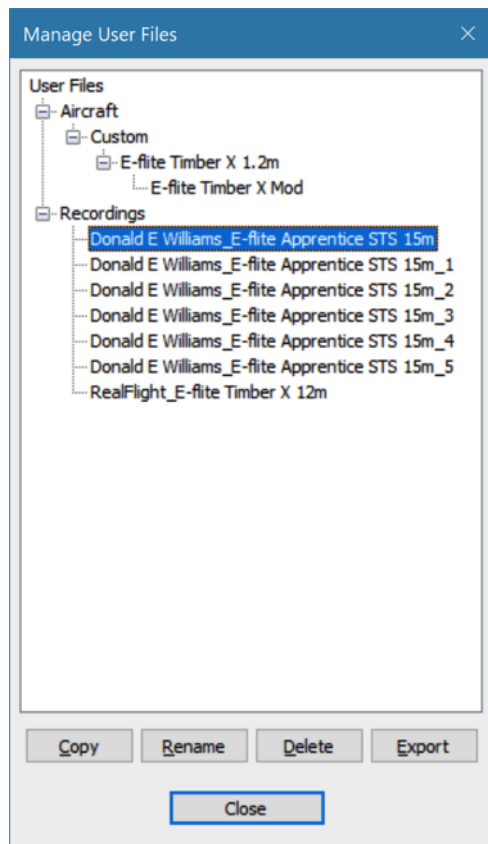 Manage User Files
User Files
Aircraft
Custom
E-flite Timber X 1.2m
E-flite Timber X Mod
Recordings
Donald E Williams_E-flite Apprentice STS 15m
Donald E Williams_E-flite Apprentice STS 15m_1
Donald E Williams_E-flite Apprentice STS 15m_2
Donald E Williams_E-flite Apprentice STS 15m_3
Donald E Williams_E-flite Apprentice STS 15m_4
Donald E Williams_E-flite Apprentice STS 15m_5
RealFlight_E-flite Timber X 12m
Copy Rename Delete Export
Close